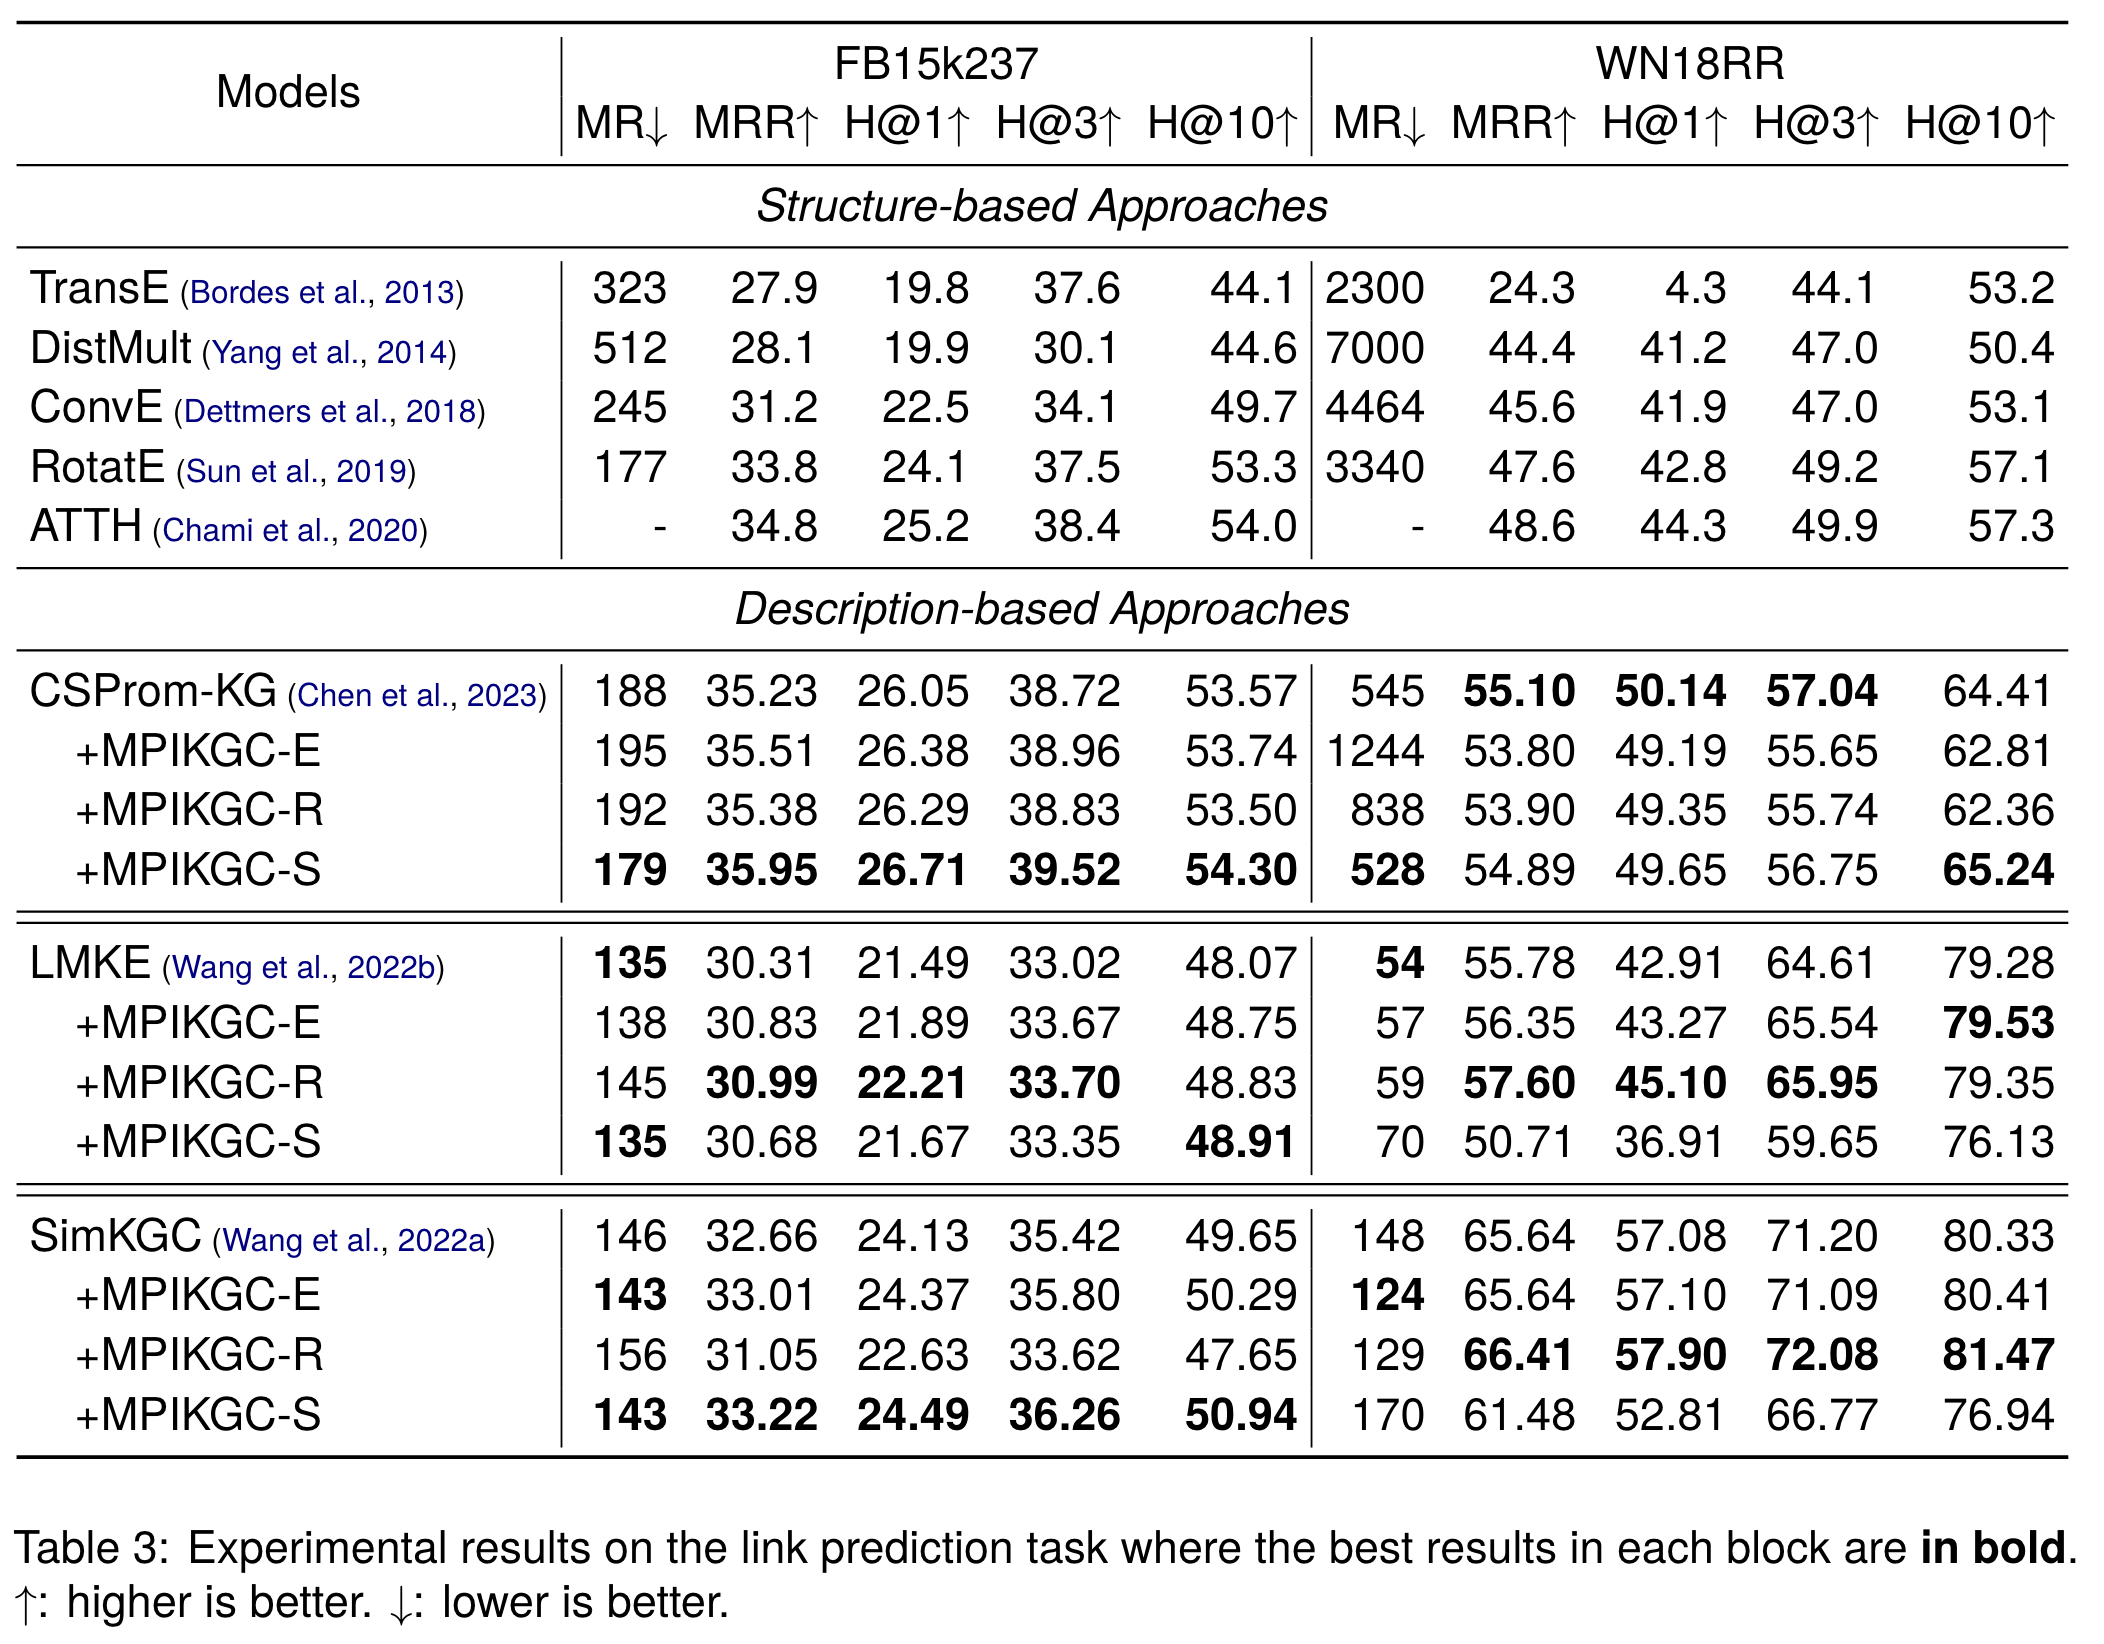 Models FB15k237 WN18RR
MR↓ MRR↑ H@1↑ H@3↑ H@10↑ MR↓ MRR↑ H@1↑ H@3↑ H@10↑
Structure-based Approaches
TransE (Bordes et al., 2013) 323 27.9 19.8 37.6 44.1 2300 24.3 4.3 44.1 53.2
DistMult (Yang et al., 2014) 512 28.1 19.9 30.1 44.6 7000 44.4 41.2 47.0 50.4
ConvE (Dettmers et al., 2018) 245 31.2 22.5 34.1 49.7 4464 45.6 41.9 47.0 53.1
RotatE (Sun et al., 2019) 177 33.8 24.1 37.5 53.3 3340 47.6 42.8 49.2 57.1
ATTH (Chami et al., 2020) - 34.8 25.2 38.4 54.0 - 48.6 44.3 49.9 57.3
Description-based Approaches
CSProm-KG (Chen et al., 2023) 188 35.23 26.05 38.72 53.57 545 55.10 50.14 57.04 64.41
+MPIKGC-E 195 35.51 26.38 38.96 53.74 1244 53.80 49.19 55.65 62.81
+MPIKGC-R 192 35.38 26.29 38.83 53.50 838 53.90 49.35 55.74 62.36
+MPIKGC-S 179 35.95 26.71 39.52 54.30 528 54.89 49.65 56.75 65.24
LMKE (Wang et al., 2022b) 135 30.31 21.49 33.02 48.07 54 55.78 42.91 64.61 79.28
+MPIKGC-E 138 30.83 21.89 33.67 48.75 57 56.35 43.27 65.54 79.53
+MPIKGC-R 145 30.99 22.21 33.70 48.83 59 57.60 45.10 65.95 79.35
+MPIKGC-S 135 30.68 21.67 33.35 48.91 70 50.71 36.91 59.65 76.13
SimKGC (Wang et al., 2022a) 146 32.66 24.13 35.42 49.65 148 65.64 57.08 71.20 80.33
+MPIKGC-E 143 33.01 24.37 35.80 50.29 124 65.64 57.10 71.09 80.41
+MPIKGC-R 156 31.05 22.63 33.62 47.65 129 66.41 57.90 72.08 81.47
+MPIKGC-S 143 33.22 24.49 36.26 50.94 170 61.48 52.81 66.77 76.94
Table 3: Experimental results on the link prediction task where the best results in each block are in bold.
↑: higher is better. ↓: lower is better.